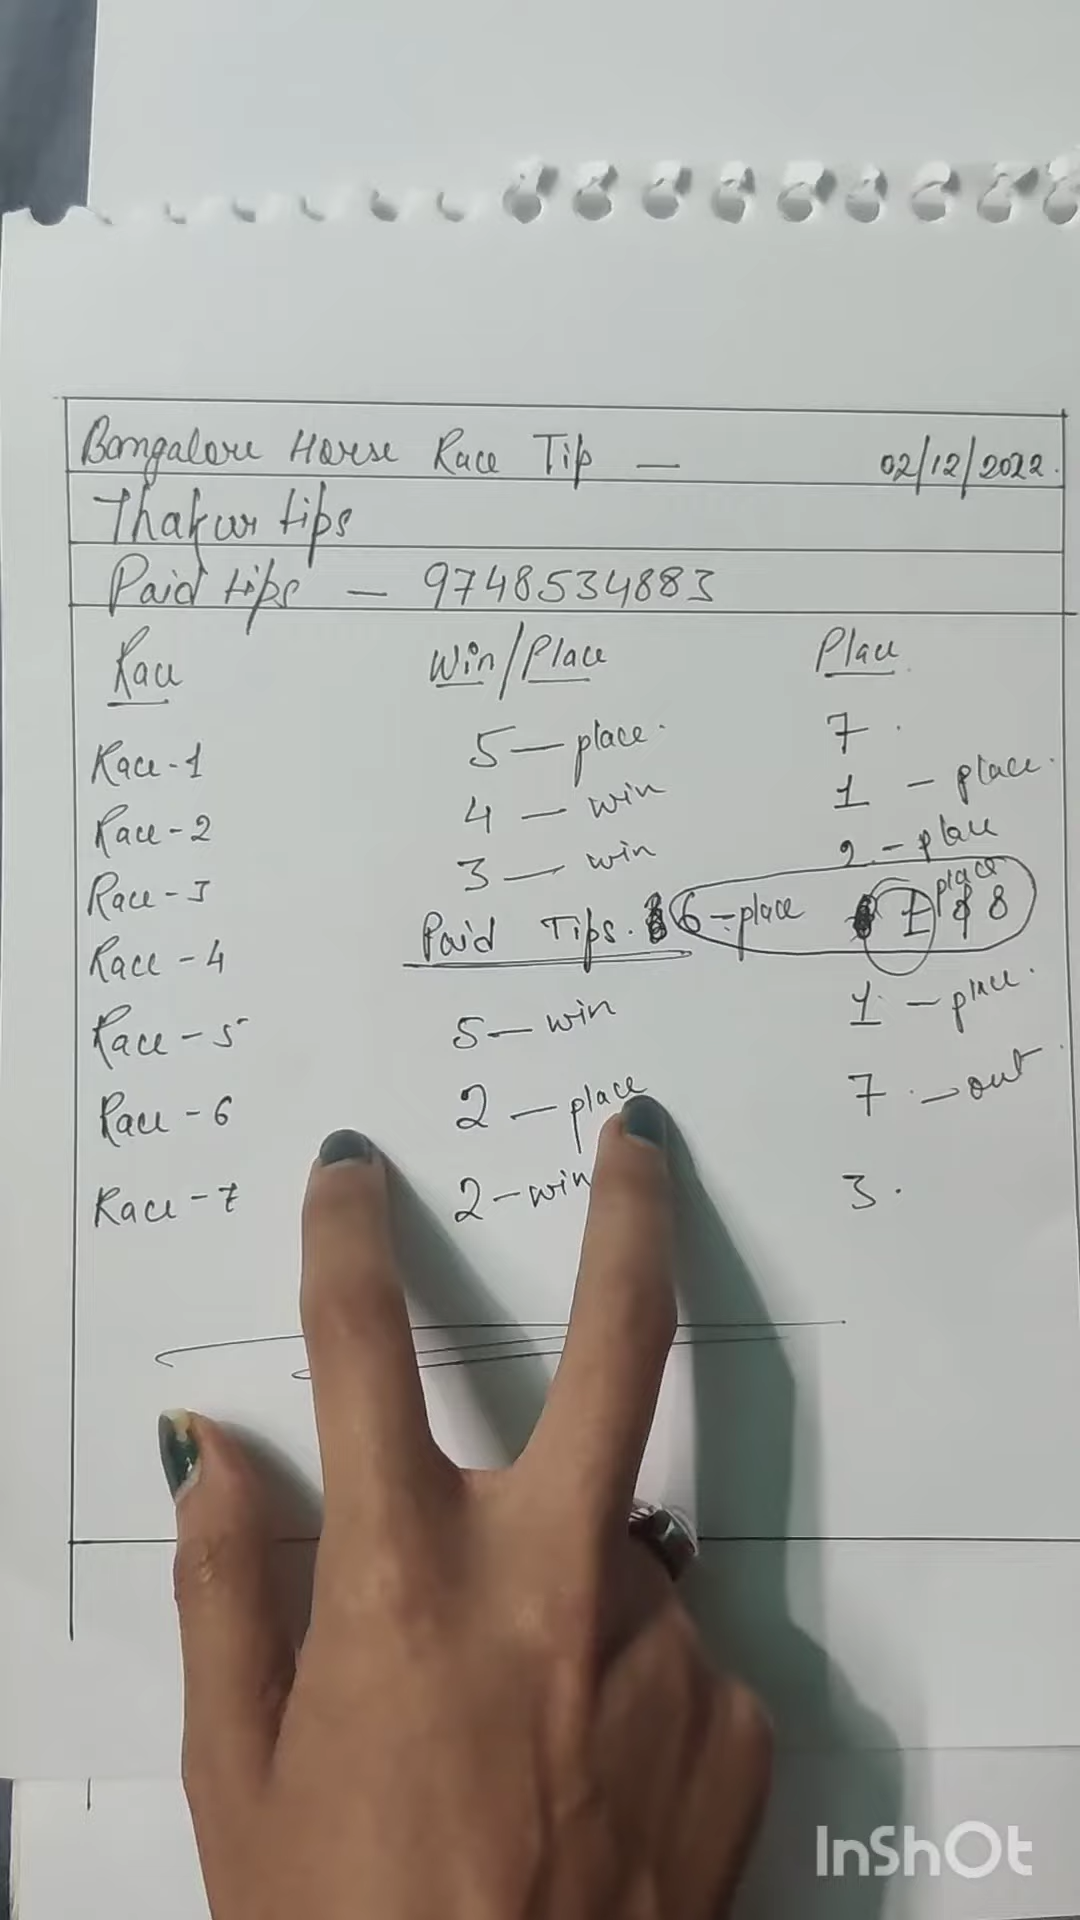 Bangalore Horse Race Tip — 02/12/2022.
Thakur tips
Paid tips — 9748534883
Race Win/Place Place
Race-1 5—place. 7.
Race-2 4 — win 1 — place.
Race-3 3 — win 2 - place
Race-4 Paid Tips. 6-place 1 place 8
Race-5 5—win 1 - place.
Race-6 2 — place 7 — out
Race-7 2-win 3.
InShOt